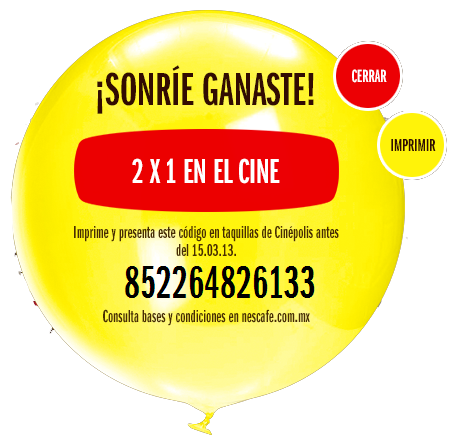 ¡SONRÍE GANASTE!
CERRAR
IMPRIMIR
2 X 1 EN EL CINE
Imprime y presenta este código en taquillas de Cinépolis antes
del 15.03.13.
852264826133
Consulta bases y condiciones en nescafe.com.mx